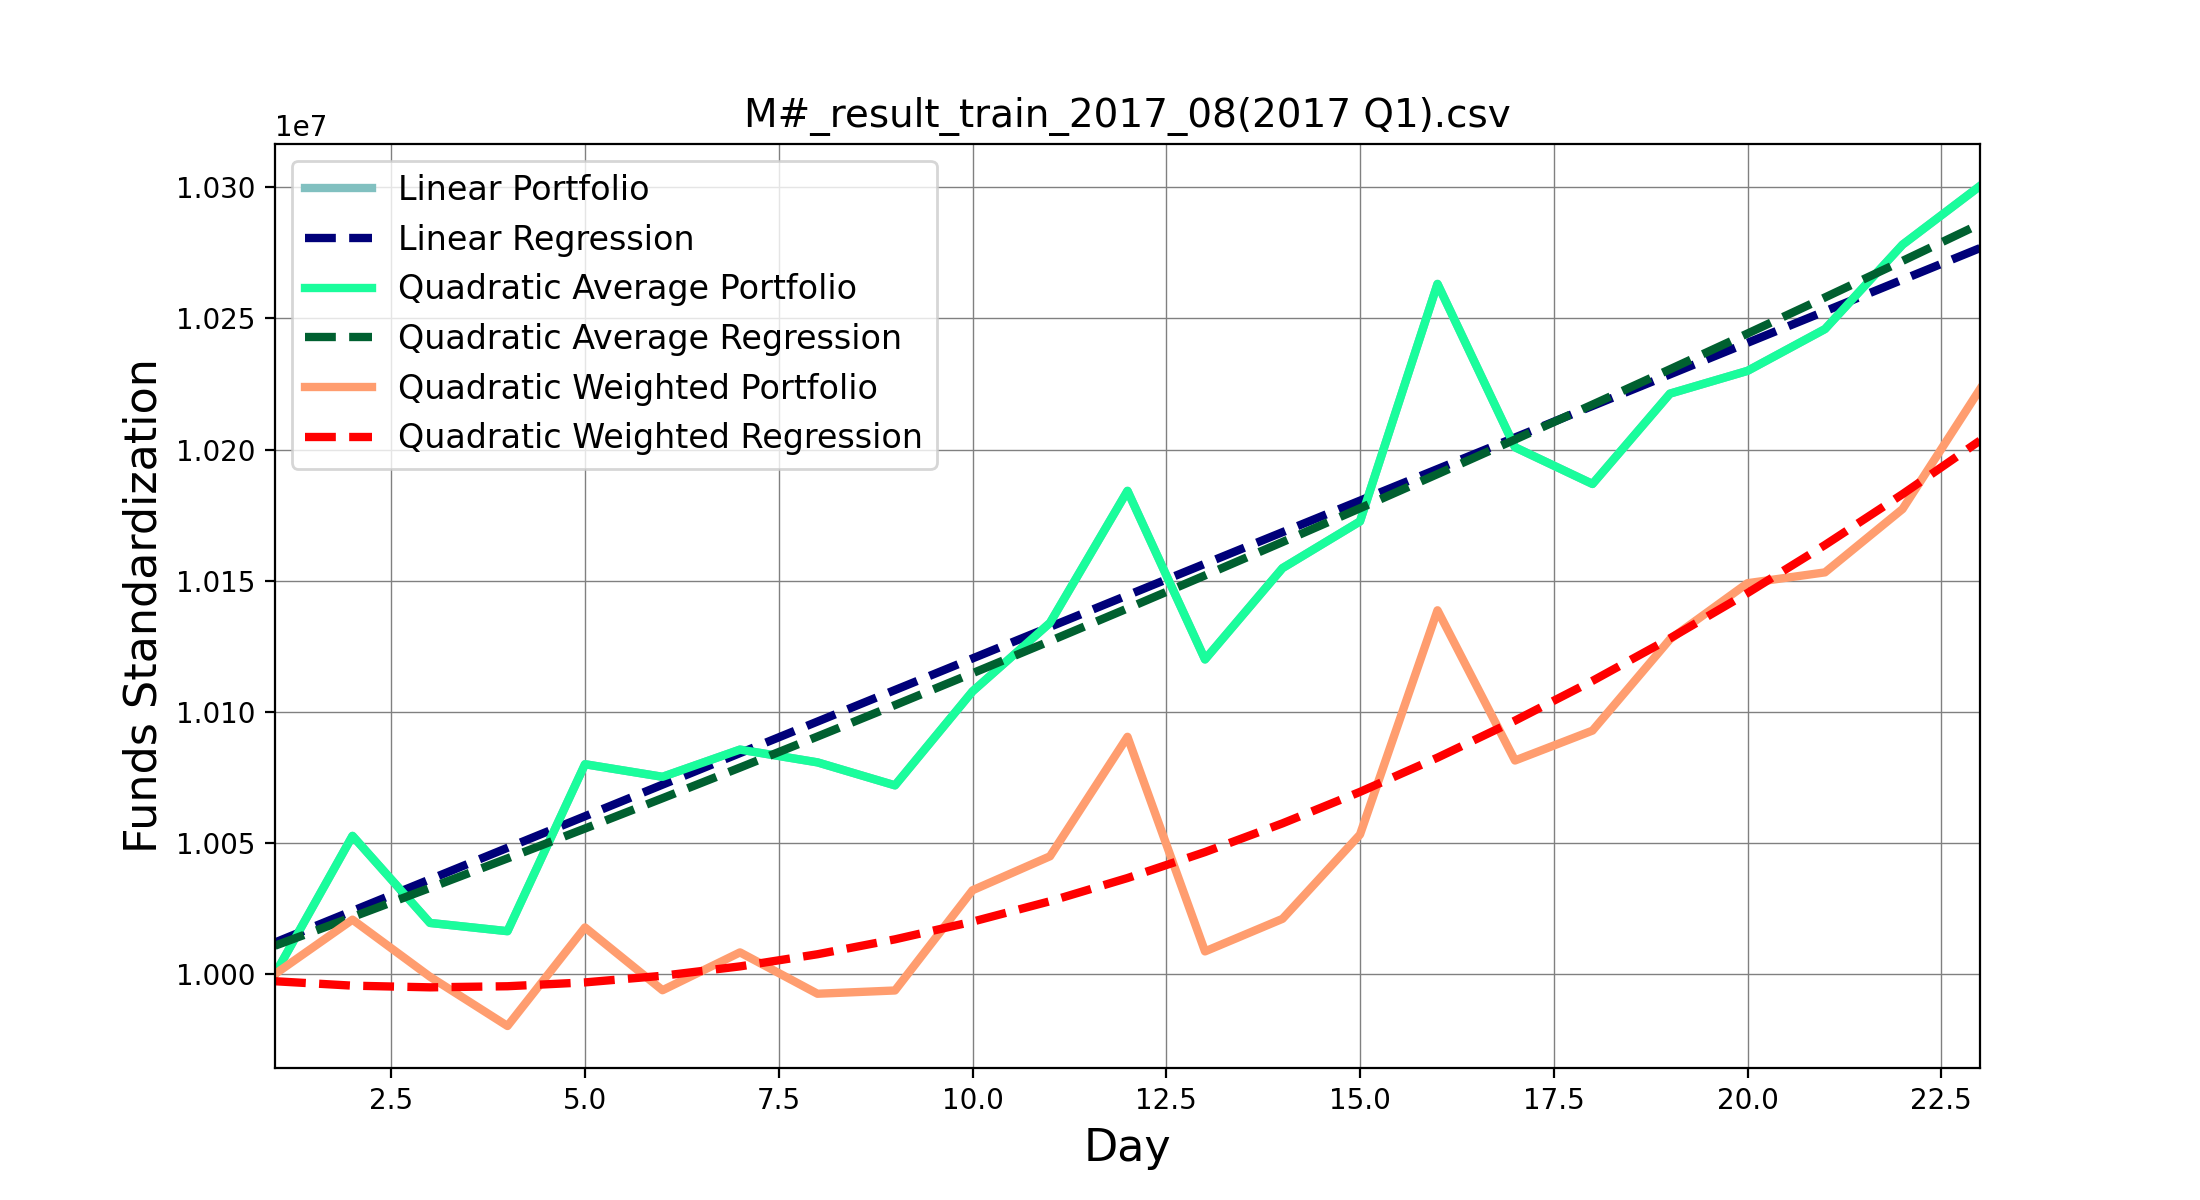 M#_result_train_2017_08(2017 Q1).csv
1e7
Linear Portfolio
Linear Regression
Quadratic Average Portfolio
Quadratic Average Regression
Quadratic Weighted Portfolio
Quadratic Weighted Regression
1.030
1.025
1.020
1.015
1.010
1.005
1.000
Funds Standardization
2.5 5.0 7.5 10.0 12.5 15.0 17.5 20.0 22.5
Day